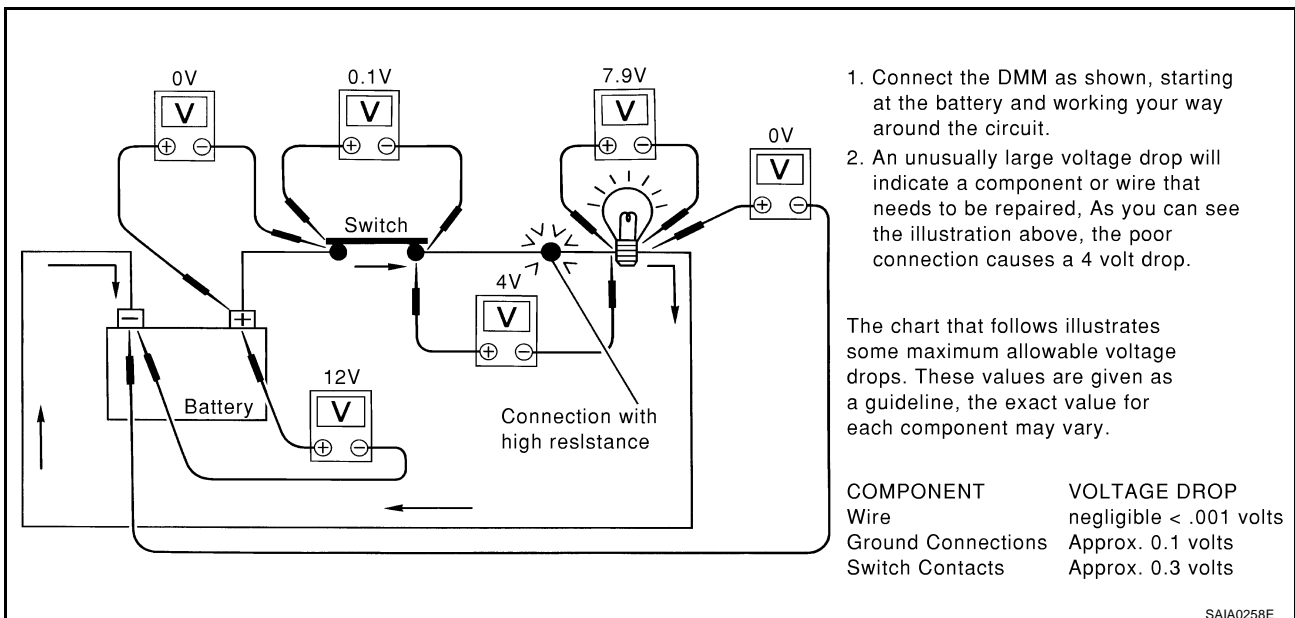 0V
0.1V
7.9V
0V
V
+ -
V
+ -
V
+ -
V
+ -
Switch
4V
V
+ -
- +
Battery
12V
V
+ -
Connection with
high reslstance
1. Connect the DMM as shown, starting
at the battery and working your way
around the circuit.
2. An unusually large voltage drop will
indicate a component or wire that
needs to be repaired, As you can see
the illustration above, the poor
connection causes a 4 volt drop.
The chart that follows illustrates
some maximum allowable voltage
drops. These values are given as
a guideline, the exact value for
each component may vary.
COMPONENT VOLTAGE DROP
Wire negligible < .001 volts
Ground Connections Approx. 0.1 volts
Switch Contacts Approx. 0.3 volts
SAIA0258E